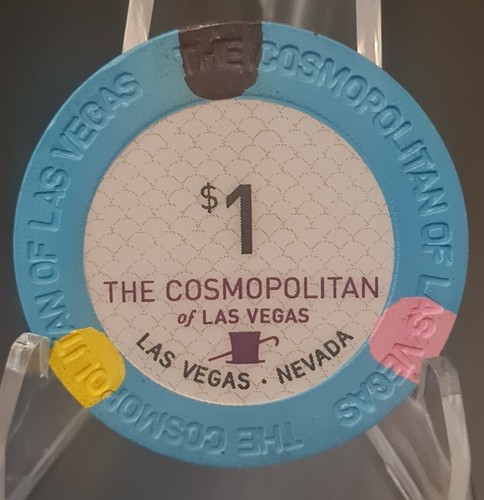 THE COSMOPOLITAN OF LAS VEGAS
THE COSMOPOLITAN OF LAS VEGAS
$1
THE COSMOPOLITAN
of LAS VEGAS
LAS VEGAS · NEVADA